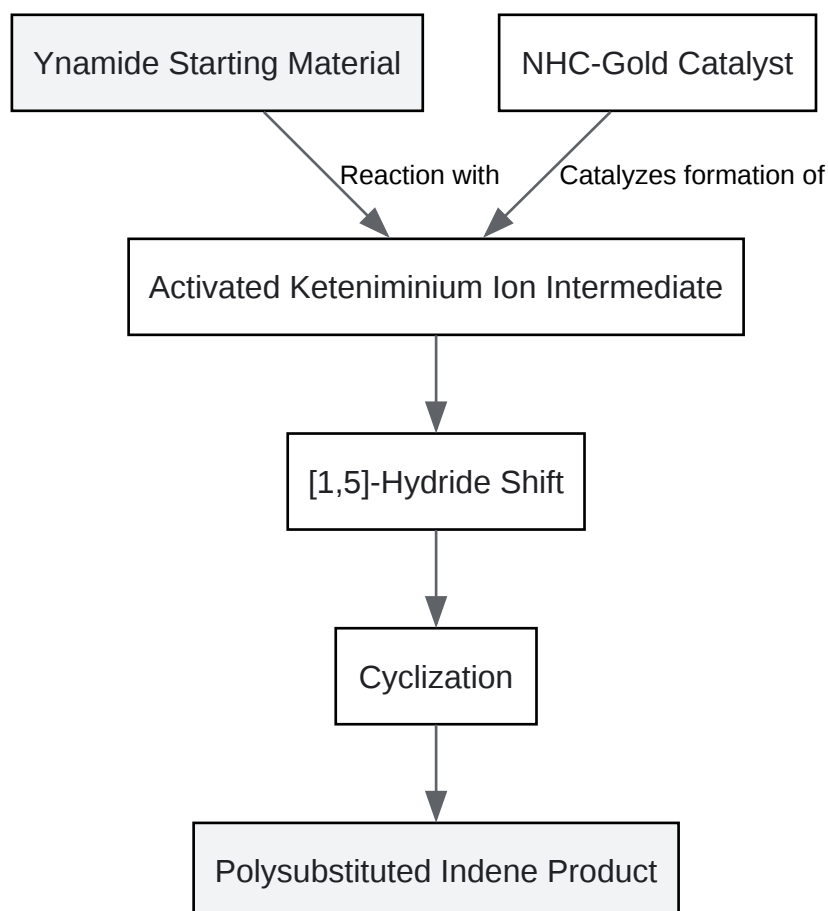 Ynamide Starting Material
NHC-Gold Catalyst
Reaction with
Catalyzes formation of
Activated Keteniminium Ion Intermediate
[1,5]-Hydride Shift
Cyclization
Polysubstituted Indene Product